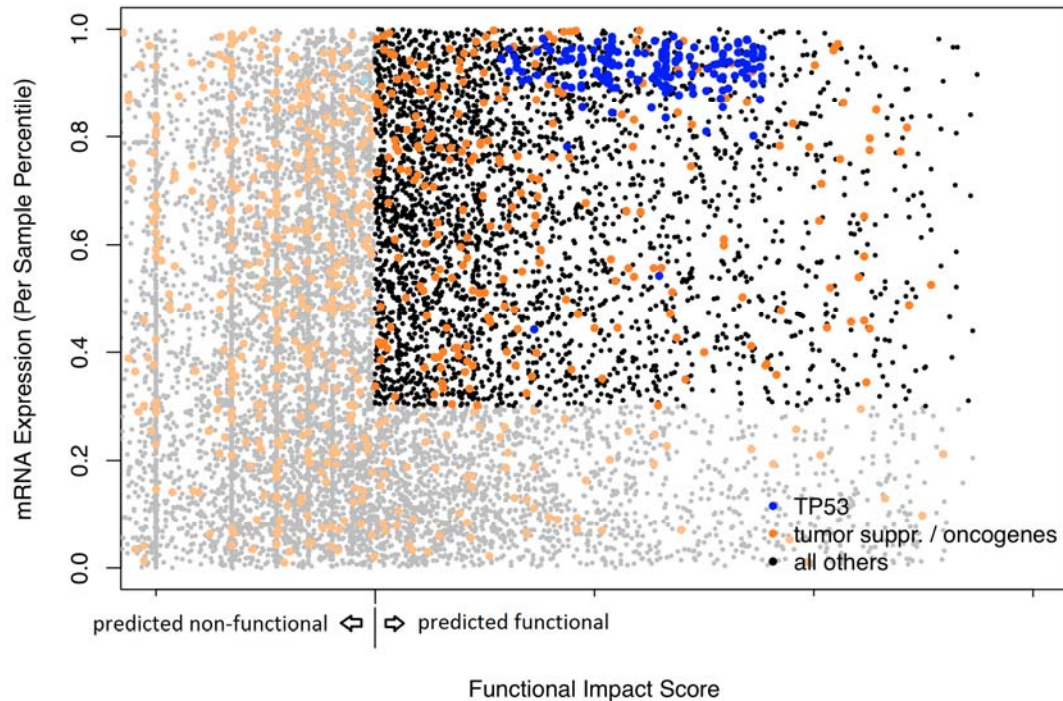 mRNA Expression (Per Sample Percentile)
1.0
0.8
0.6
0.4
0.2
0.0
TP53
tumor suppr. / oncogenes
all others
predicted non-functional
predicted functional
Functional Impact Score